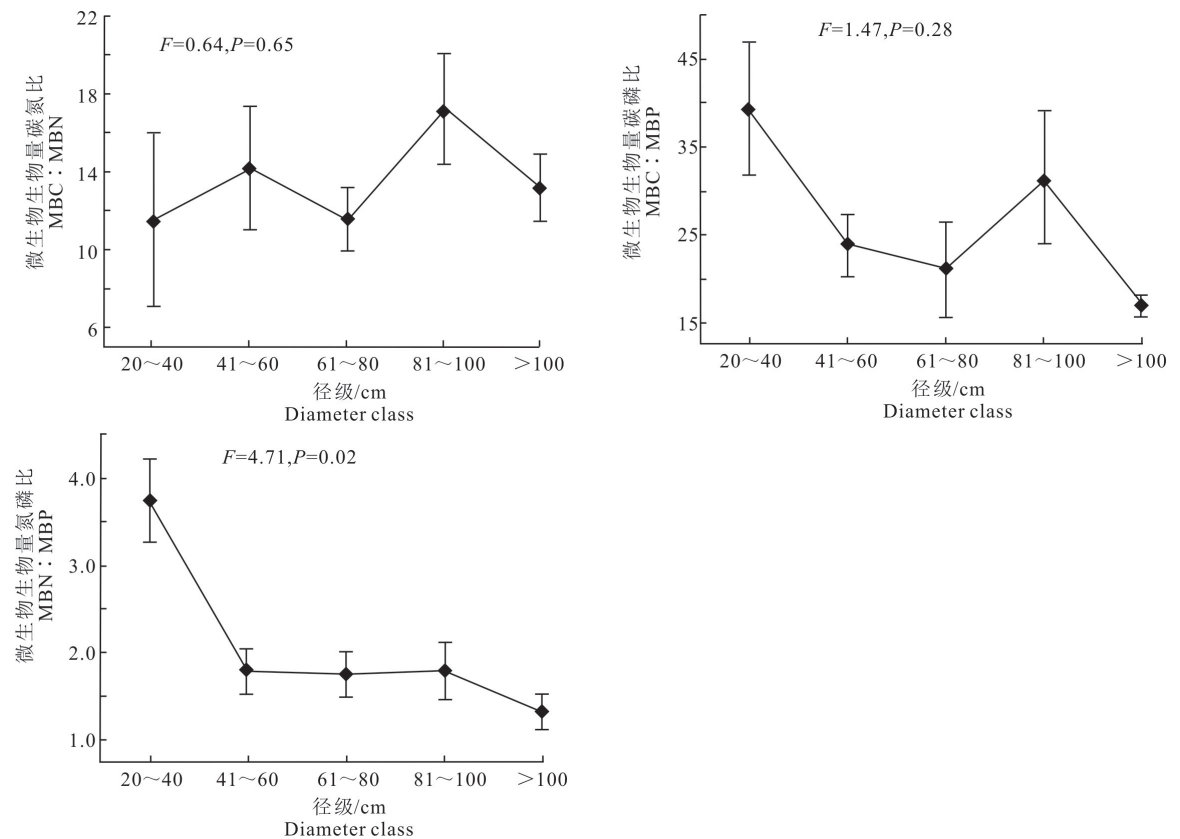 微生物生物量碳氮比
MBC∶MBN
F=0.64,P=0.65
22
18
14
10
6
20～40 41～60 61～80 81～100 ＞100
径级/cm
Diameter class
微生物生物量碳磷比
MBC∶MBP
F=1.47,P=0.28
45
35
25
15
20～40 41～60 61～80 81～100 ＞100
径级/cm
Diameter class
微生物生物量氮磷比
MBN∶MBP
F=4.71,P=0.02
4.0
3.0
2.0
1.0
20～40 41～60 61～80 81～100 ＞100
径级/cm
Diameter class